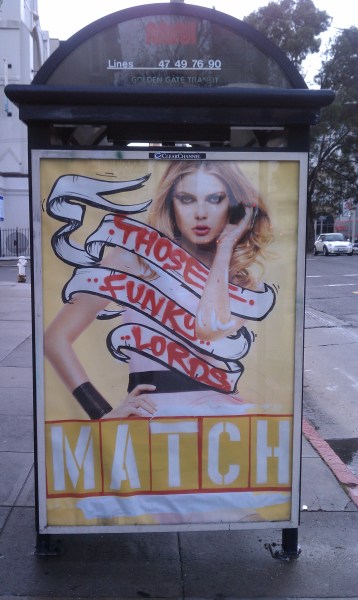 Lines 47 49 76 90
GOLDEN GATE TRANSIT
CLEARCHANNEL
THOSE
FUNKY
LORDS
MATCH